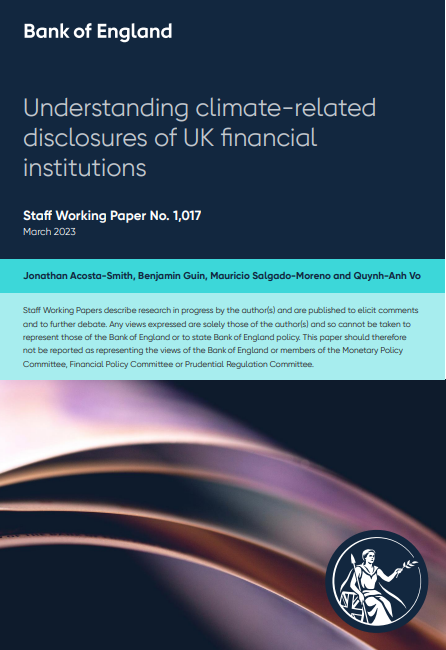 Bank of England
Understanding climate-related
disclosures of UK financial
institutions
Staff Working Paper No. 1,017
March 2023
Jonathan Acosta-Smith, Benjamin Guin, Mauricio Salgado-Moreno and Quynh-Anh Vo
Staff Working Papers describe research in progress by the author(s) and are published to elicit comments
and to further debate. Any views expressed are solely those of the author(s) and so cannot be taken to
represent those of the Bank of England or to state Bank of England policy. This paper should therefore
not be reported as representing the views of the Bank of England or members of the Monetary Policy
Committee, Financial Policy Committee or Prudential Regulation Committee.